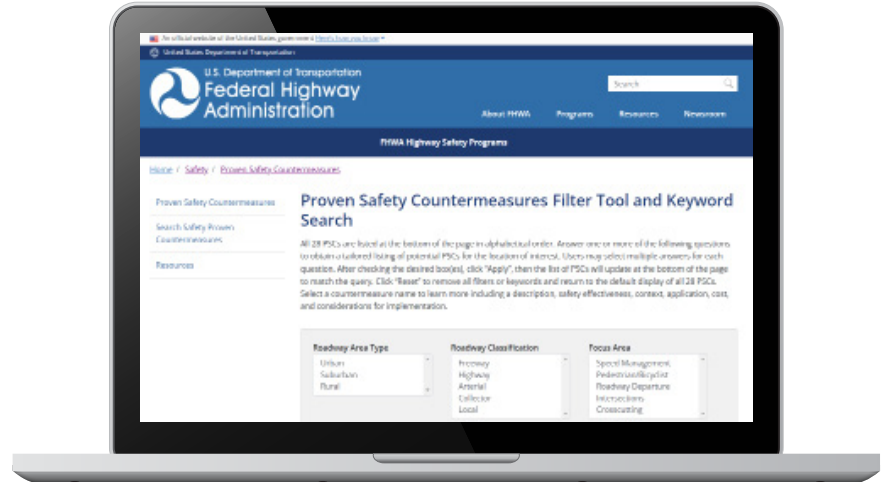 An official website of the United States government Here's how you know
United States Department of Transportation
U.S. Department of Transportation
Federal Highway
Administration
Search
About FHWA Programs Resources Newsroom
FHWA Highway Safety Programs
Home / Safety / Proven Safety Countermeasures
Proven Safety Countermeasures
Search Safety Proven
Countermeasures
Resources
Proven Safety Countermeasures Filter Tool and Keyword
Search
All 28 PSCs are listed at the bottom of the page in alphabetical order. Answer one or more of the following questions
to obtain a tailored listing of potential PSCs for the location of interest. Users may select multiple answers for each
question. After checking the desired box(es), click "Apply", then the list of PSCs will update at the bottom of the page
to match the query. Click "Reset" to remove all filters or keywords and return to the default display of all 28 PSCs.
Select a countermeasure name to learn more including a description, safety effectiveness, context, application, cost,
and considerations for implementation.
Roadway Area Type
Urban
Suburban
Rural
Roadway Classification
Freeway
Highway
Arterial
Collector
Local
Focus Area
Speed Management
Pedestrian/Bicyclist
Roadway Departure
Intersections
Crosscutting